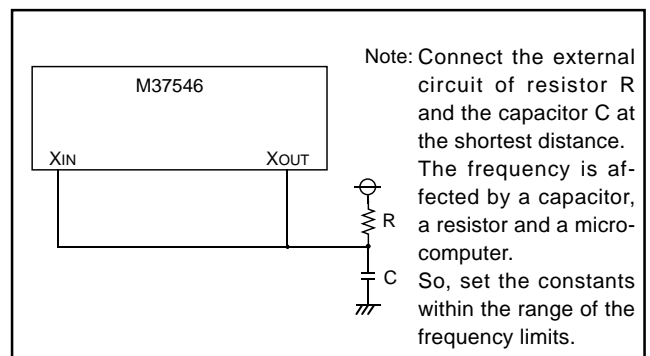 M37546
XIN
XOUT
R
C
Note: Connect the external
circuit of resistor R
and the capacitor C at
the shortest distance.
The frequency is af-
fected by a capacitor,
a resistor and a micro-
computer.
So, set the constants
within the range of the
frequency limits.